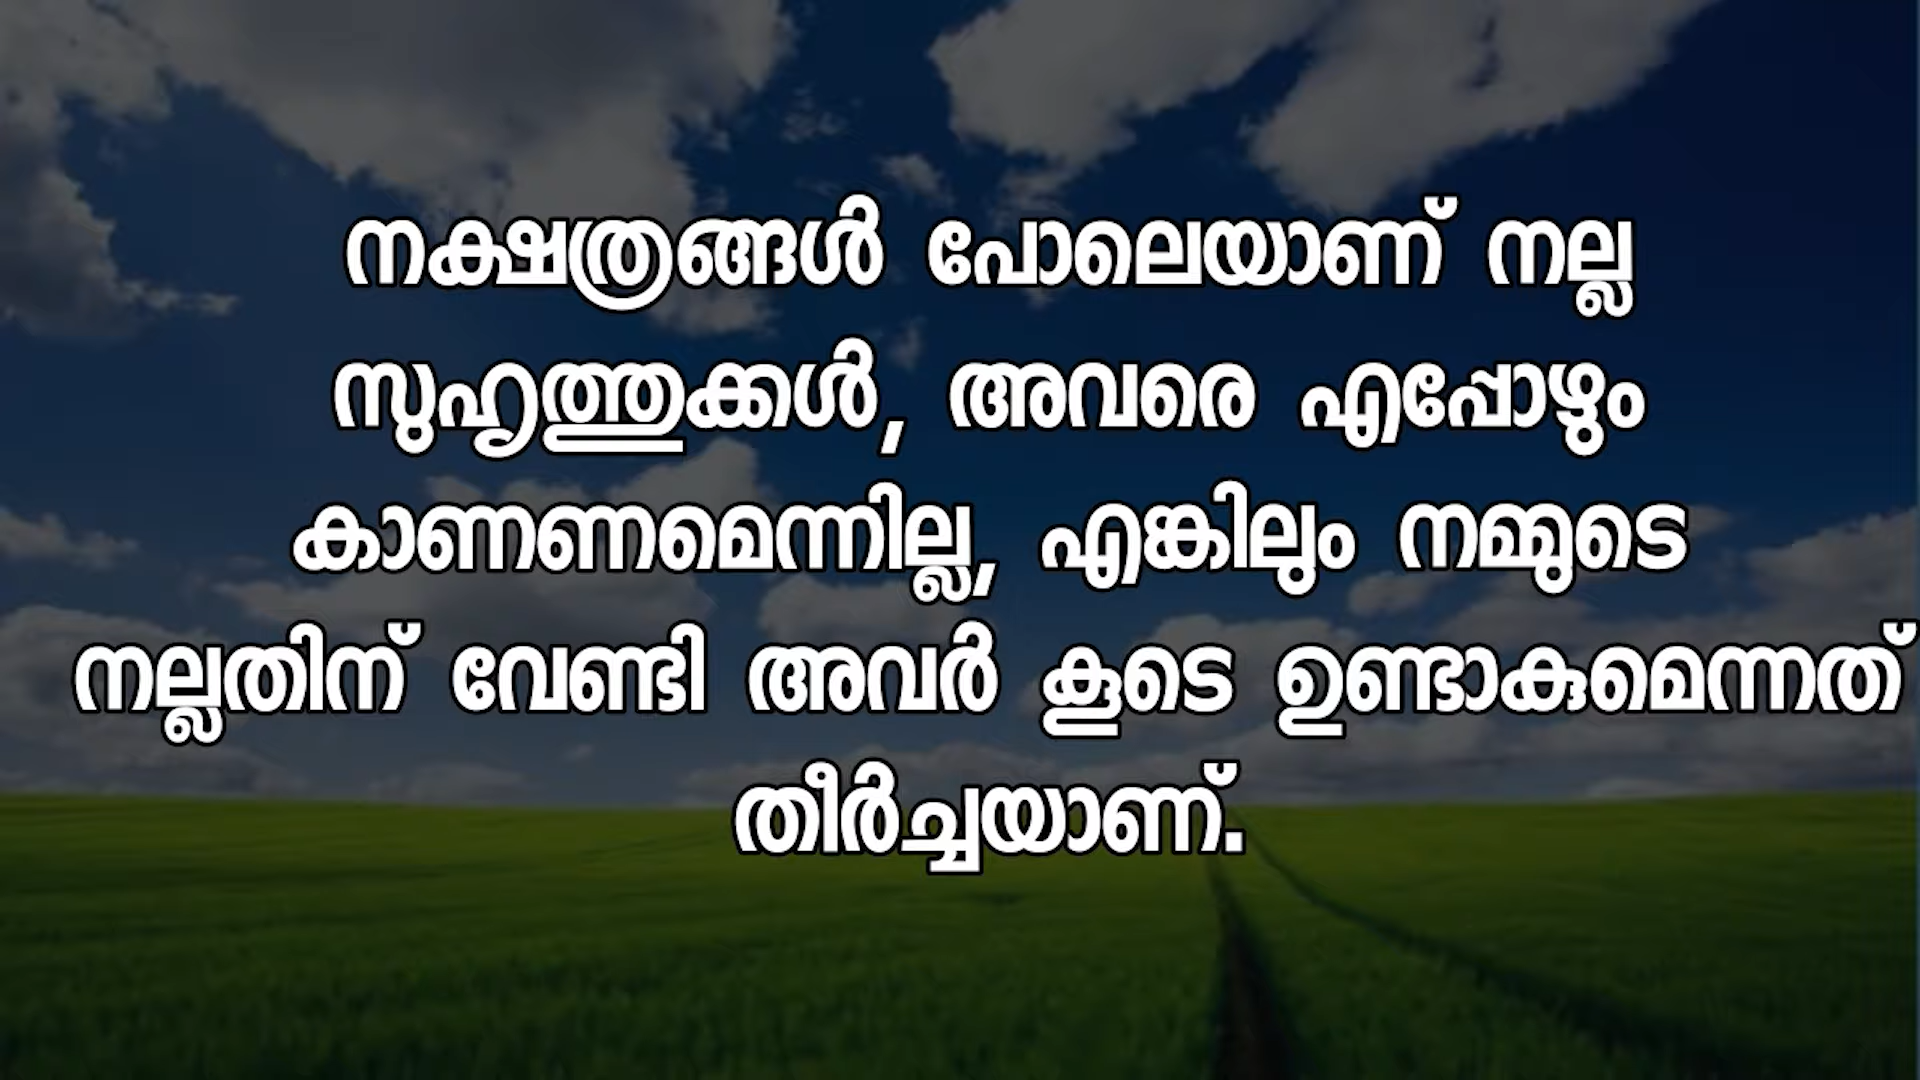 നക്ഷത്രങ്ങൾ പോലെയാണ് നല്ല
സുഹൃത്തുക്കൾ, അവരെ എപ്പോഴും
കാണണമെന്നില്ല, എങ്കിലും നമ്മുടെ
നല്ലതിന് വേണ്ടി അവർ കൂടെ ഉണ്ടാകുമെന്നത്
തീർച്ചയാണ്.